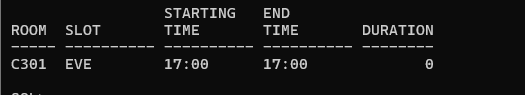 STARTING END
ROOM SLOT TIME TIME DURATION
----- ---------- ---------- ---------- --------
C301 EVE 17:00 17:00 0